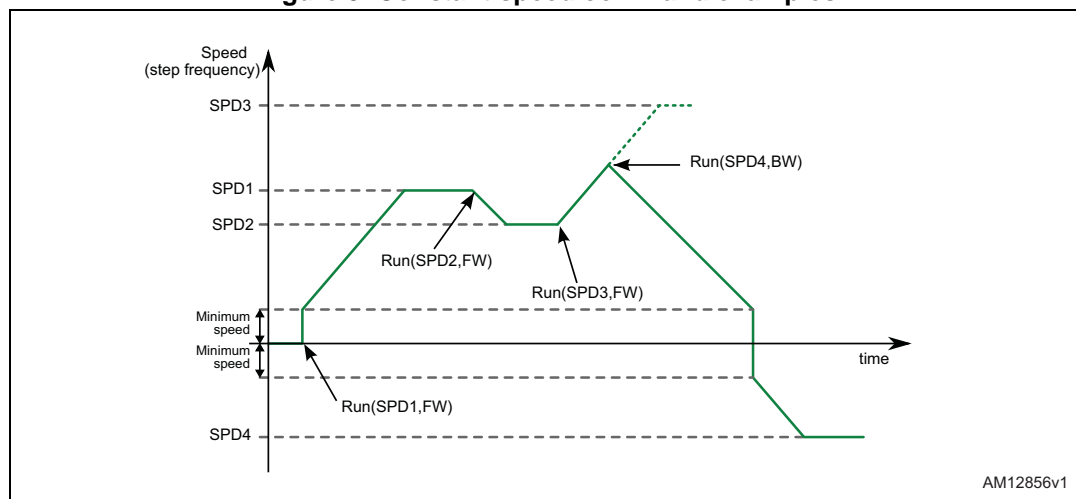 Speed
(step frequency)
SPD3
Run(SPD4,BW)
SPD1
SPD2
Run(SPD2,FW)
Run(SPD3,FW)
Minimum
speed
Minimum
speed
time
Run(SPD1,FW)
SPD4
AM12856v1